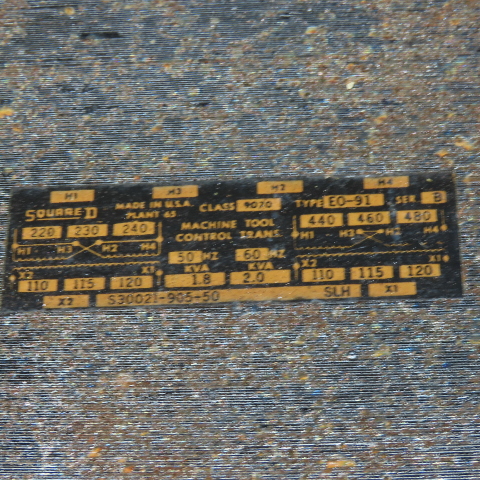 H1 H3 H2 H4
SQUARE D MADE IN U.S.A. CLASS 9070 TYPE EO-91 SER. B
PLANT 65
220 230 240 MACHINE TOOL 440 460 480
H1 H3 H2 H4 CONTROL TRANS. H1 H3 H2 H4
50 HZ 60 HZ
X2 X1 KVA KVA X2 X1
110 115 120 1.8 2.0 110 115 120
X2 S30021-905-50 SLH X1